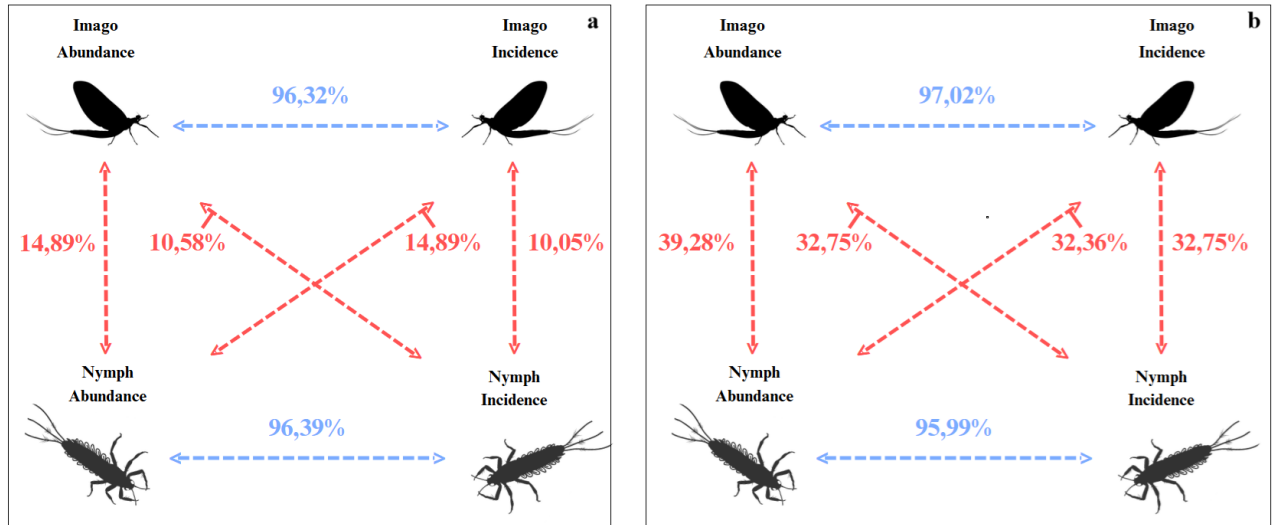 a
Imago
Abundance
Imago
Incidence
96,32%
14,89%
10,58%
14,89%
10,05%
Nymph
Abundance
Nymph
Incidence
96,39%
b
Imago
Abundance
Imago
Incidence
97,02%
39,28%
32,75%
32,36%
32,75%
Nymph
Abundance
Nymph
Incidence
95,99%